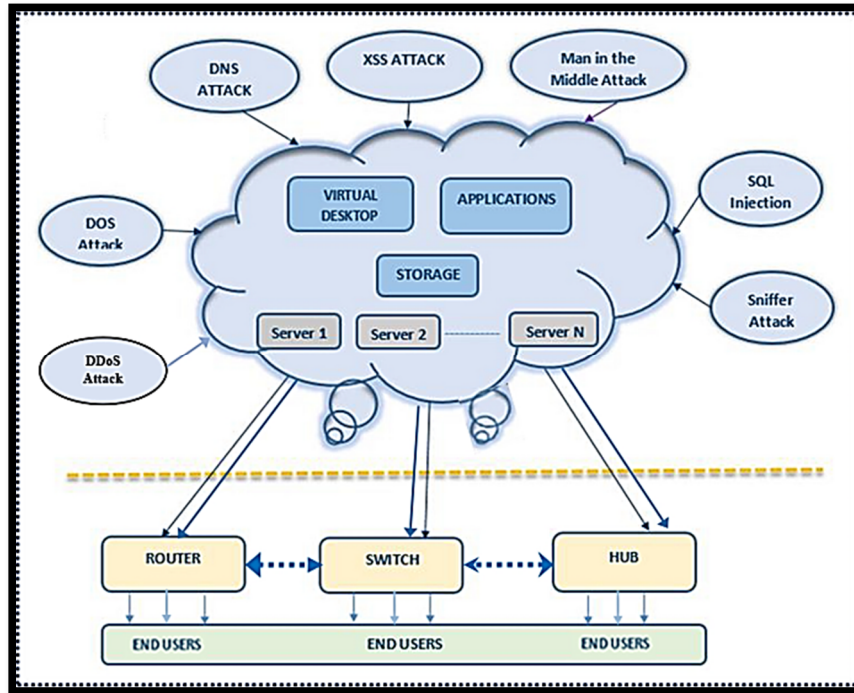 DNS
ATTACK
XSS ATTACK
Man in the
Middle Attack
DOS
Attack
SQL
Injection
VIRTUAL
DESKTOP
APPLICATIONS
STORAGE
Sniffer
Attack
DDoS
Attack
Server 1
Server 2
Server N
ROUTER
SWITCH
HUB
END USERS
END USERS
END USERS